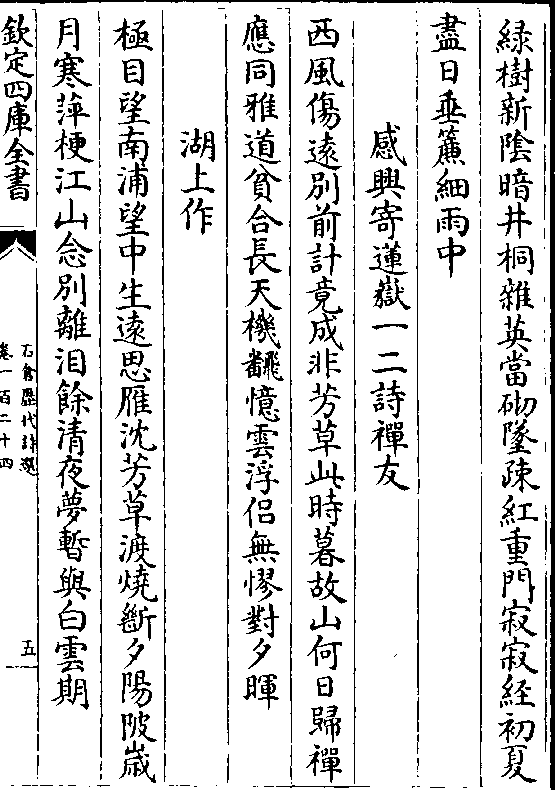 綠樹新陰暗井桐雜英當砌墜疎紅重門寂寂經初夏
盡日垂簾細雨中
感興寄蓮嶽一二詩禪友
西風傷逺別前計竟成非芳草此時暮故山何日歸禪
應同雅道貧合長天機飜憶雲浮侣無憀對夕暉
湖上作
極目望南浦望中生逺思雁沈芳草渡燒斷夕陽陂嵗
月寒萍梗江山念別離泪餘清夜夢暫與白雲期
欽定四庫全書
石倉歷代詩選
卷一百二十四
五